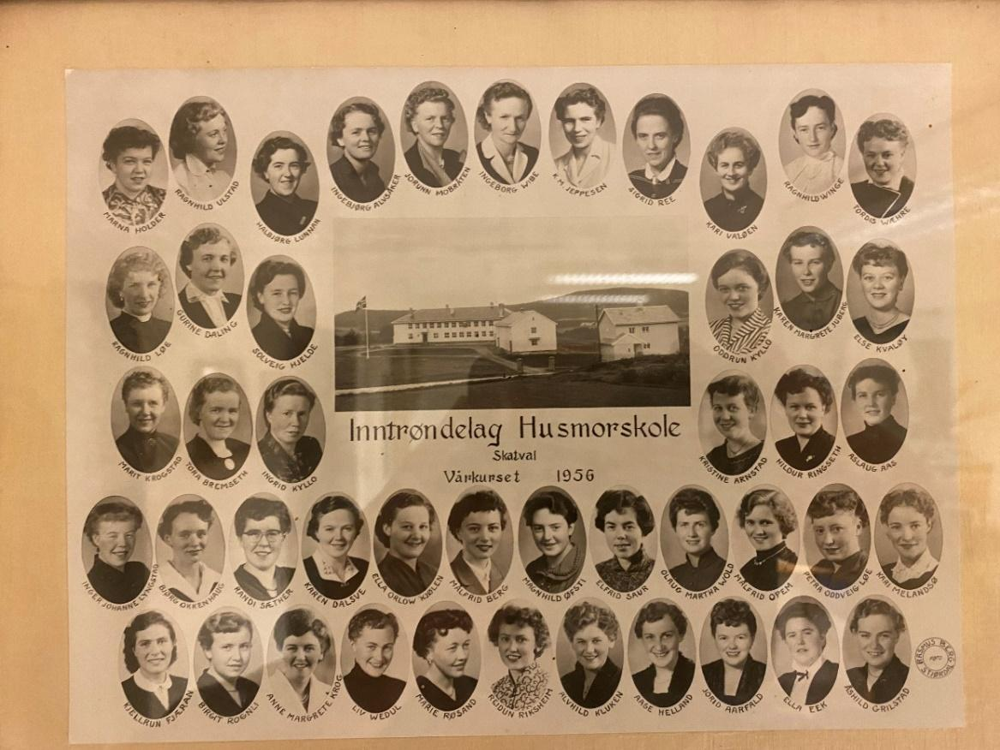 MARNA HOLDER
RAGNHILD ULSTAD
HALBJØRG LUNNAN
INGEBJØRG ALVSÅKER
JORUNN MOBRÅTEN
INGEBORG WIBE
K.M. JEPPESEN
SIGRID REE
KARI VALØEN
RAGNHILD WINGE
TORDIS WÆHRE
RAGNHILD LØE
GURINE DALING
SOLVEIG HJELDE
ODDRUN KYLLO
KAREN MARGRETE JUBERG
ELSE KVALØY
MARIT KROGSTAD
TORA BREMSETH
INGRID KYLLO
Inntrøndelag Husmorskole
Skatval
Vårkurset 1956
KRISTINE ARNSTAD
HILDUR RINGSETH
ASLAUG AAS
INGER JOHANNE LYNGSTAD
BJØRG OKKENHAUG
RANDI SÆTHER
KAREN DALSVE
ELLA ORLOW KJØLEN
MALFRID BERG
MAGNHILD ØFSTI
ELFRID SAUR
OLAUG MARTHA WOLD
MALFRID OPEM
PETRA ODDVEIG LØE
KARI MELANDSØ
KJELLRUN FJÆRAN
BIRGIT ROGNLI
ANNE MARGRETE KROG
LIV WEDUL
MARIE RØSAND
REIDUN RIKSHEIM
ALVHILD KLUKEN
AASE HELLAND
JORID AARFALD
ELLA EEK
ÅSHILD GRILSTAD
RASMUS BERG
STJØRDAL